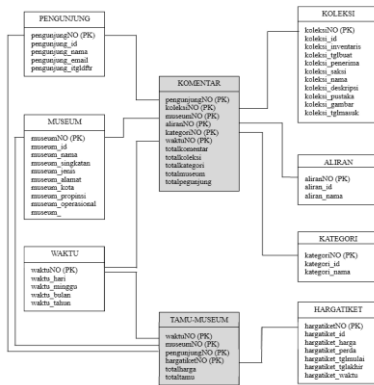 PENGUNJUNG
pengunjungNO (PK)
pengunjung_id
pengunjung_nama
pengunjung_email
pengunjung_itgldftr
MUSEUM
museumNO (PK)
museum_id
museum_nama
museum_singkatan
museum_jenis
museum_alamat
museum_kota
museum_propinsi
museum_operasional
museum_
WAKTU
waktuNO (PK)
waktu_hari
waktu_minggu
waktu_bulan
waktu_tahun
KOMENTAR
pengunjungNO (PK)
koleksiNO (PK)
museumNO (PK)
aliranNO (PK)
kategoriNO (PK)
waktuNO (PK)
totalkomentar
totalkoleksi
totalkategori
totalmuseum
totalpegunjung
TAMU-MUSEUM
waktuNO (PK)
museumNO (PK)
pengunjungNO (PK)
hargatiketNO (PK)
totalharga
totaltamu
KOLEKSI
koleksiNO (PK)
koleksi_id
koleksi_inventaris
koleksi_tglbuat
koleksi_penerima
koleksi_saksi
koleksi_nama
koleksi_deskripsi
koleksi_pustaka
koleksi_gambar
koleksi_tglmasuk
ALIRAN
aliranNO (PK)
aliran_id
aliran_nama
KATEGORI
kategoriNO (PK)
kategori_id
kategori_nama
HARGATIKET
hargatiketNO (PK)
hargatiket_id
hargatiket_harga
hargatiket_perda
hargatiket_tglmulai
hargatiket_tglakhir
hargatiket_waktu